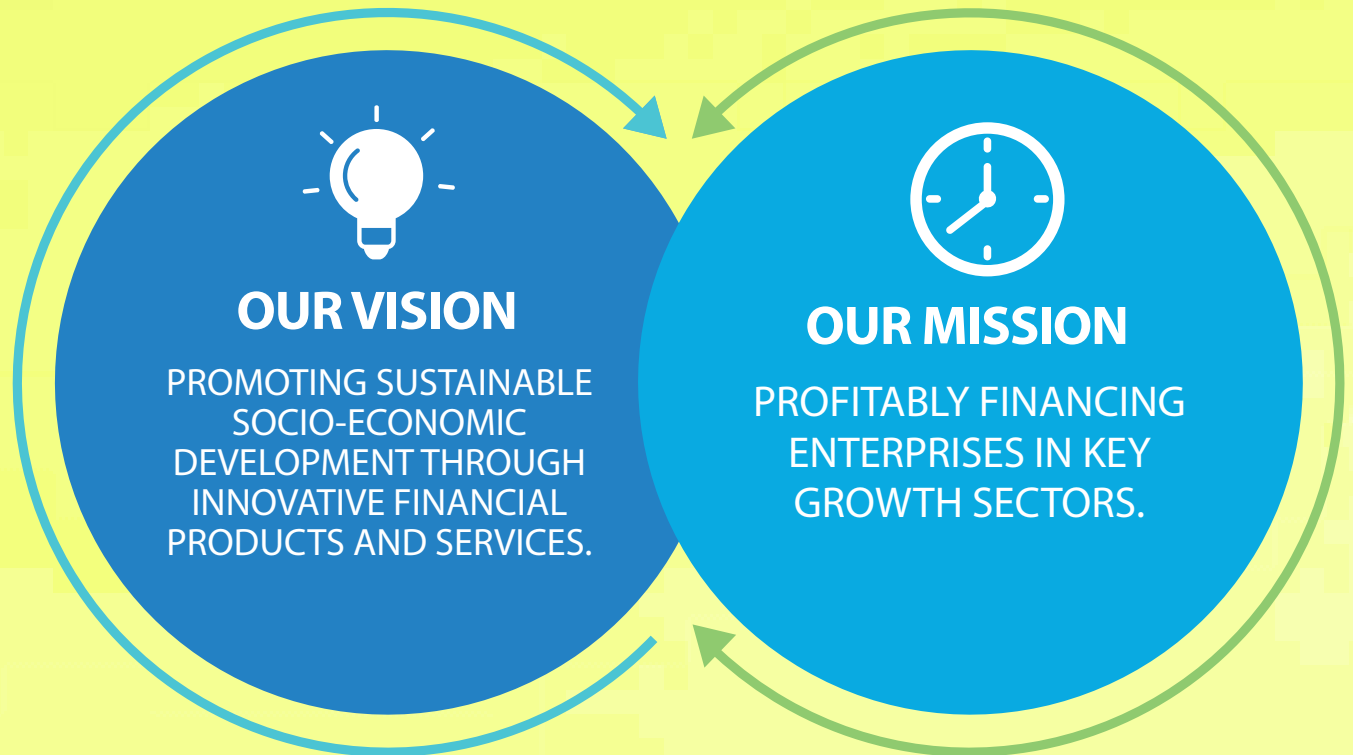 OUR VISION
PROMOTING SUSTAINABLE
SOCIO-ECONOMIC
DEVELOPMENT THROUGH
INNOVATIVE FINANCIAL
PRODUCTS AND SERVICES.
OUR MISSION
PROFITABLY FINANCING
ENTERPRISES IN KEY
GROWTH SECTORS.